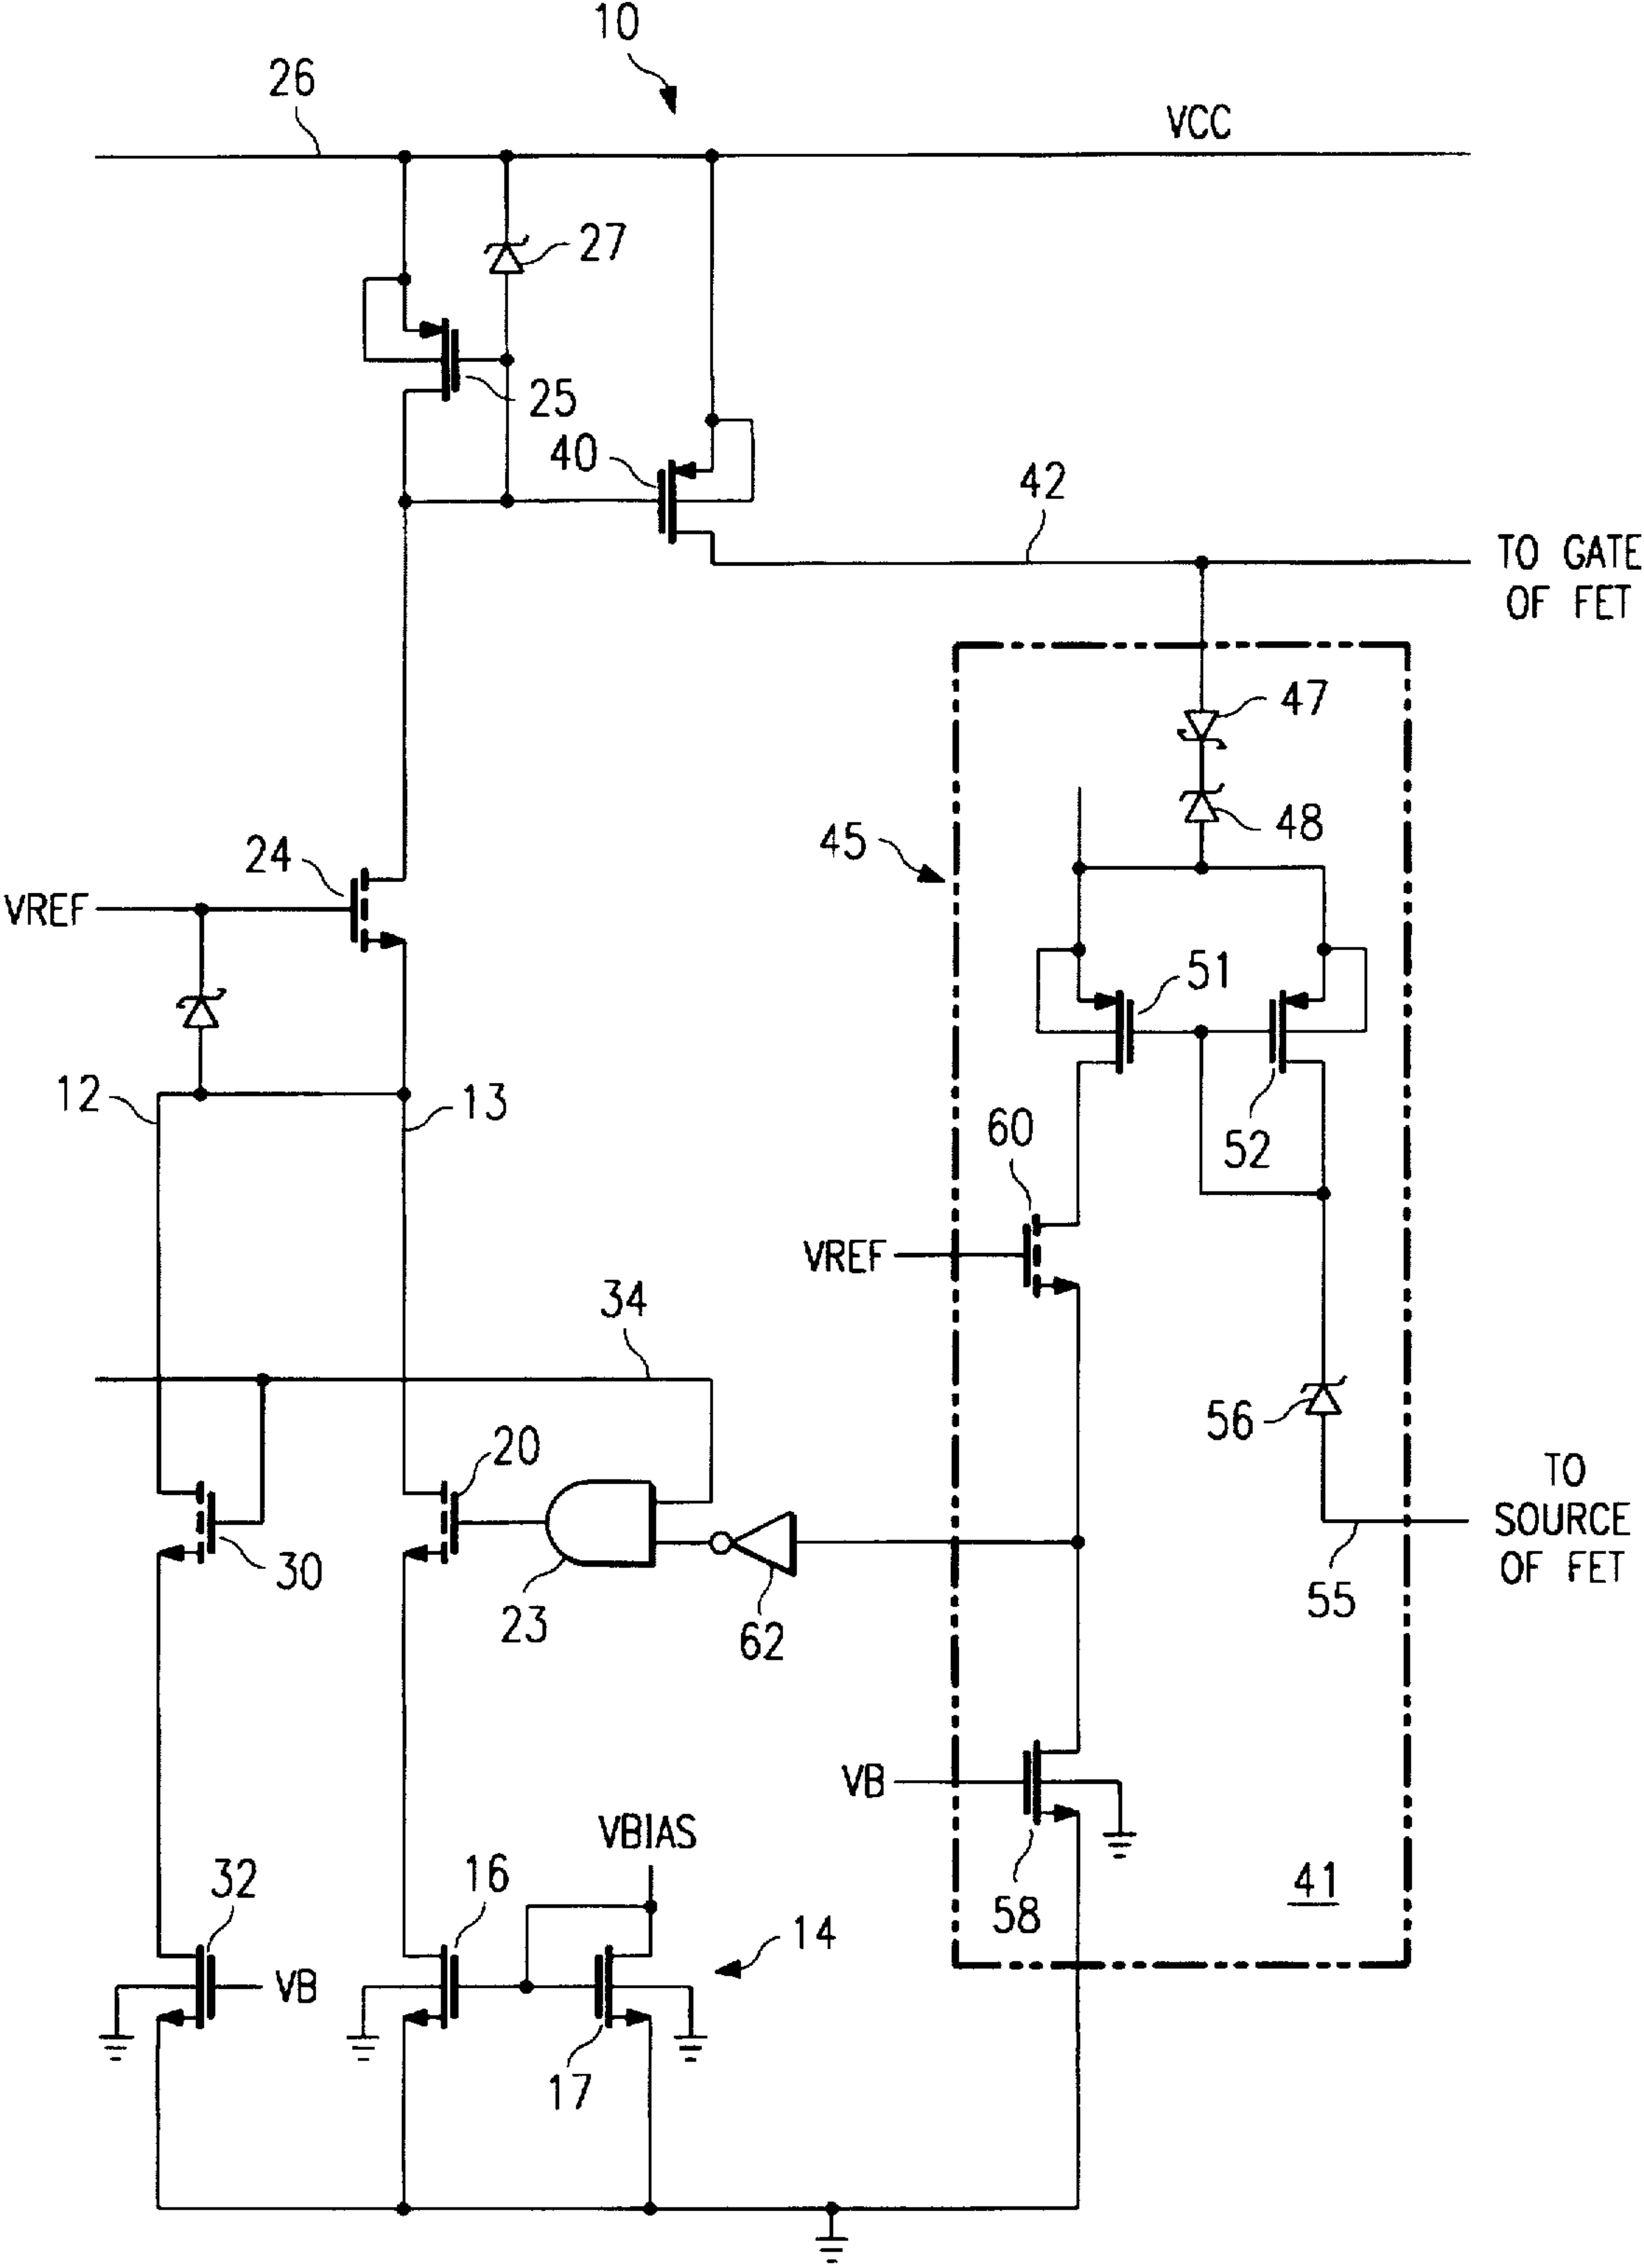 10
26
VCC
27
25
40
42
TO GATE
OF FET
47
48
45
24
VREF
51
12
13
52
60
VREF
34
56
20
TO
SOURCE
OF FET
30
23
62
55
VB
VBIAS
58
41
32
16
14
VB
17